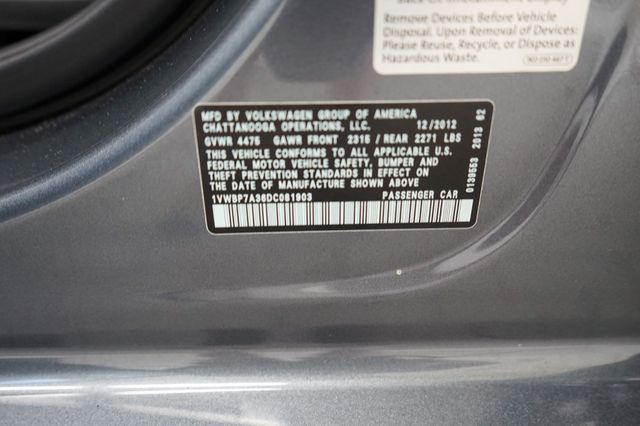 Remove Devices Before Vehicle
Disposal. Upon Removal of Devices:
Please Reuse, Recycle, or Dispose as
Hazardous Waste.
MFD BY VOLKSWAGEN GROUP OF AMERICA
CHATTANOOGA OPERATIONS, LLC. 12/2012
GVWR 4475 GAWR FRONT 2315 / REAR 2271 LBS
THIS VEHICLE CONFORMS TO ALL APPLICABLE U.S.
FEDERAL MOTOR VEHICLE SAFETY, BUMPER AND
THEFT PREVENTION STANDARDS IN EFFECT ON
THE DATE OF MANUFACTURE SHOWN ABOVE
1VWBP7A36DC081903 PASSENGER CAR
0139553 2013 02